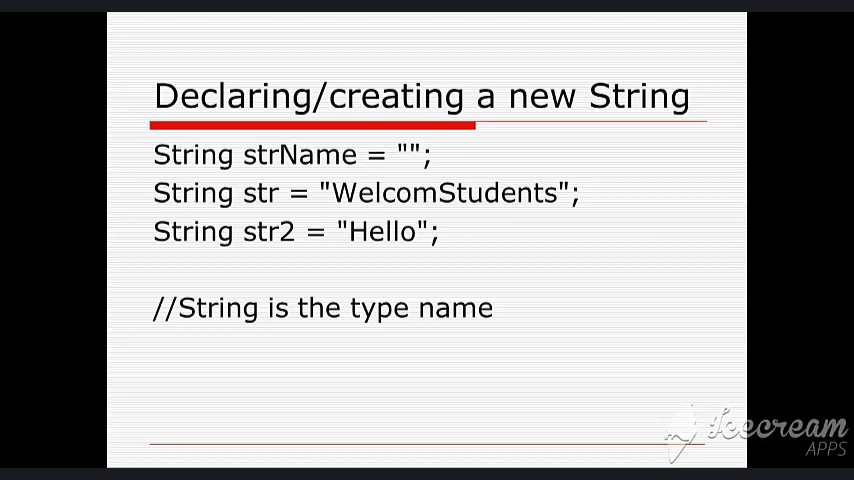 Declaring/creating a new String
String strName = "";
String str = "WelcomStudents";
String str2 = "Hello";
//String is the type name
Icecream
APPS